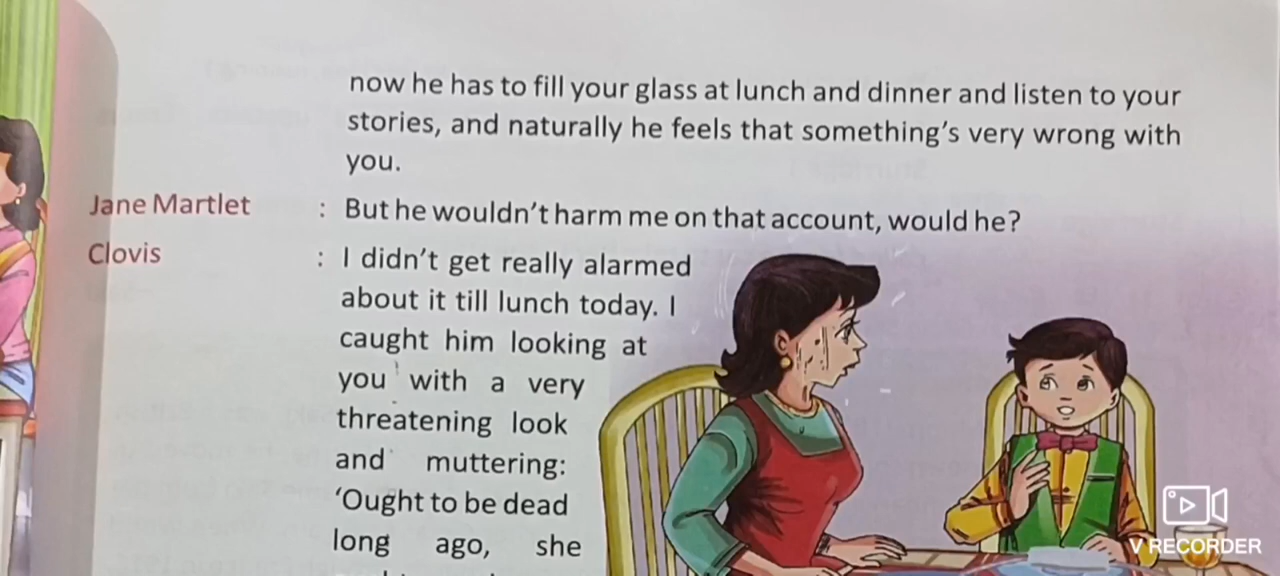 now he has to fill your glass at lunch and dinner and listen to your
stories, and naturally he feels that something's very wrong with
you.
Jane Martlet : But he wouldn't harm me on that account, would he?
Clovis : I didn't get really alarmed
about it till lunch today. I
caught him looking at
you with a very
threatening look
and muttering:
'Ought to be dead
long ago, she
V RECORDER